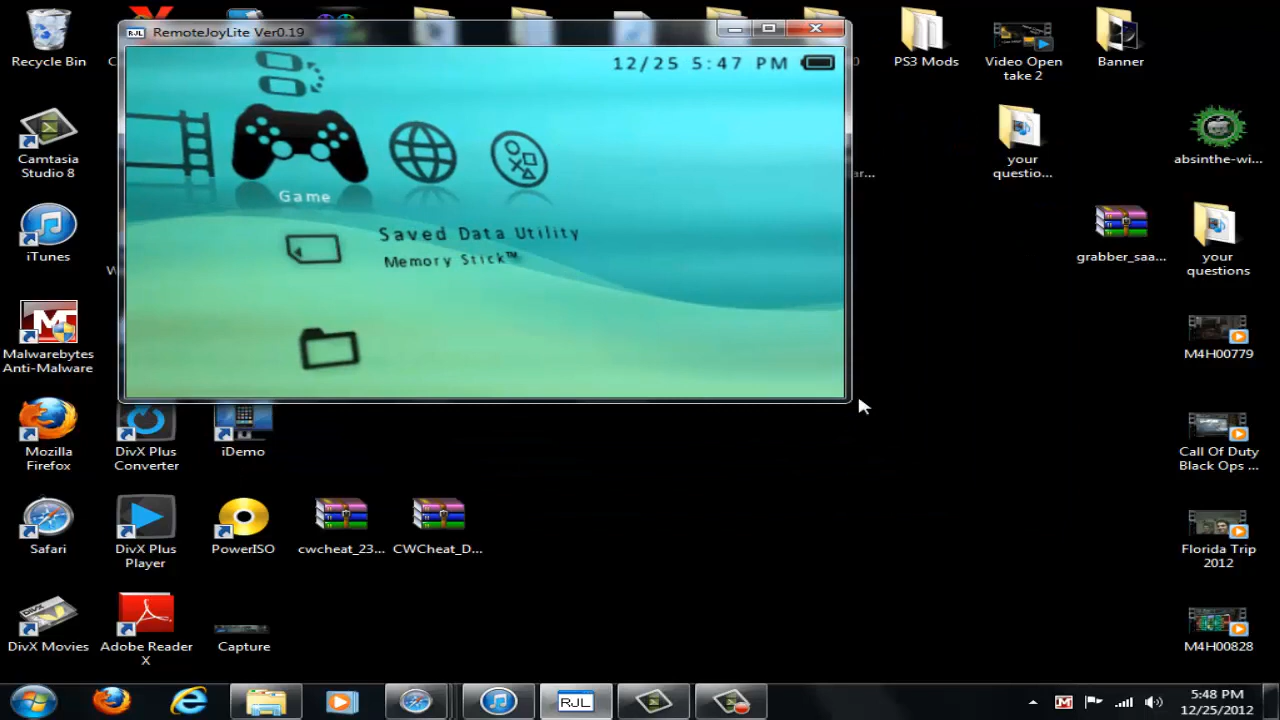 RJL RemoteJoyLite Ver0.19
12/25 5:47 PM
Game
Saved Data Utility
Memory Stick™
Recycle Bin
Camtasia
Studio 8
iTunes
Malwarebytes
Anti-Malware
Mozilla
Firefox
DivX Plus
Converter
iDemo
Safari
DivX Plus
Player
PowerISO
cwcheat_23...
CWCheat_D...
DivX Movies
Adobe Reader
X
Capture
PS3 Mods
Video Open
take 2
Banner
your
questio...
absinthe-wi...
grabber_saa...
your
questions
M4H00779
Call Of Duty
Black Ops ...
Florida Trip
2012
M4H00828
RJL
5:48 PM
12/25/2012